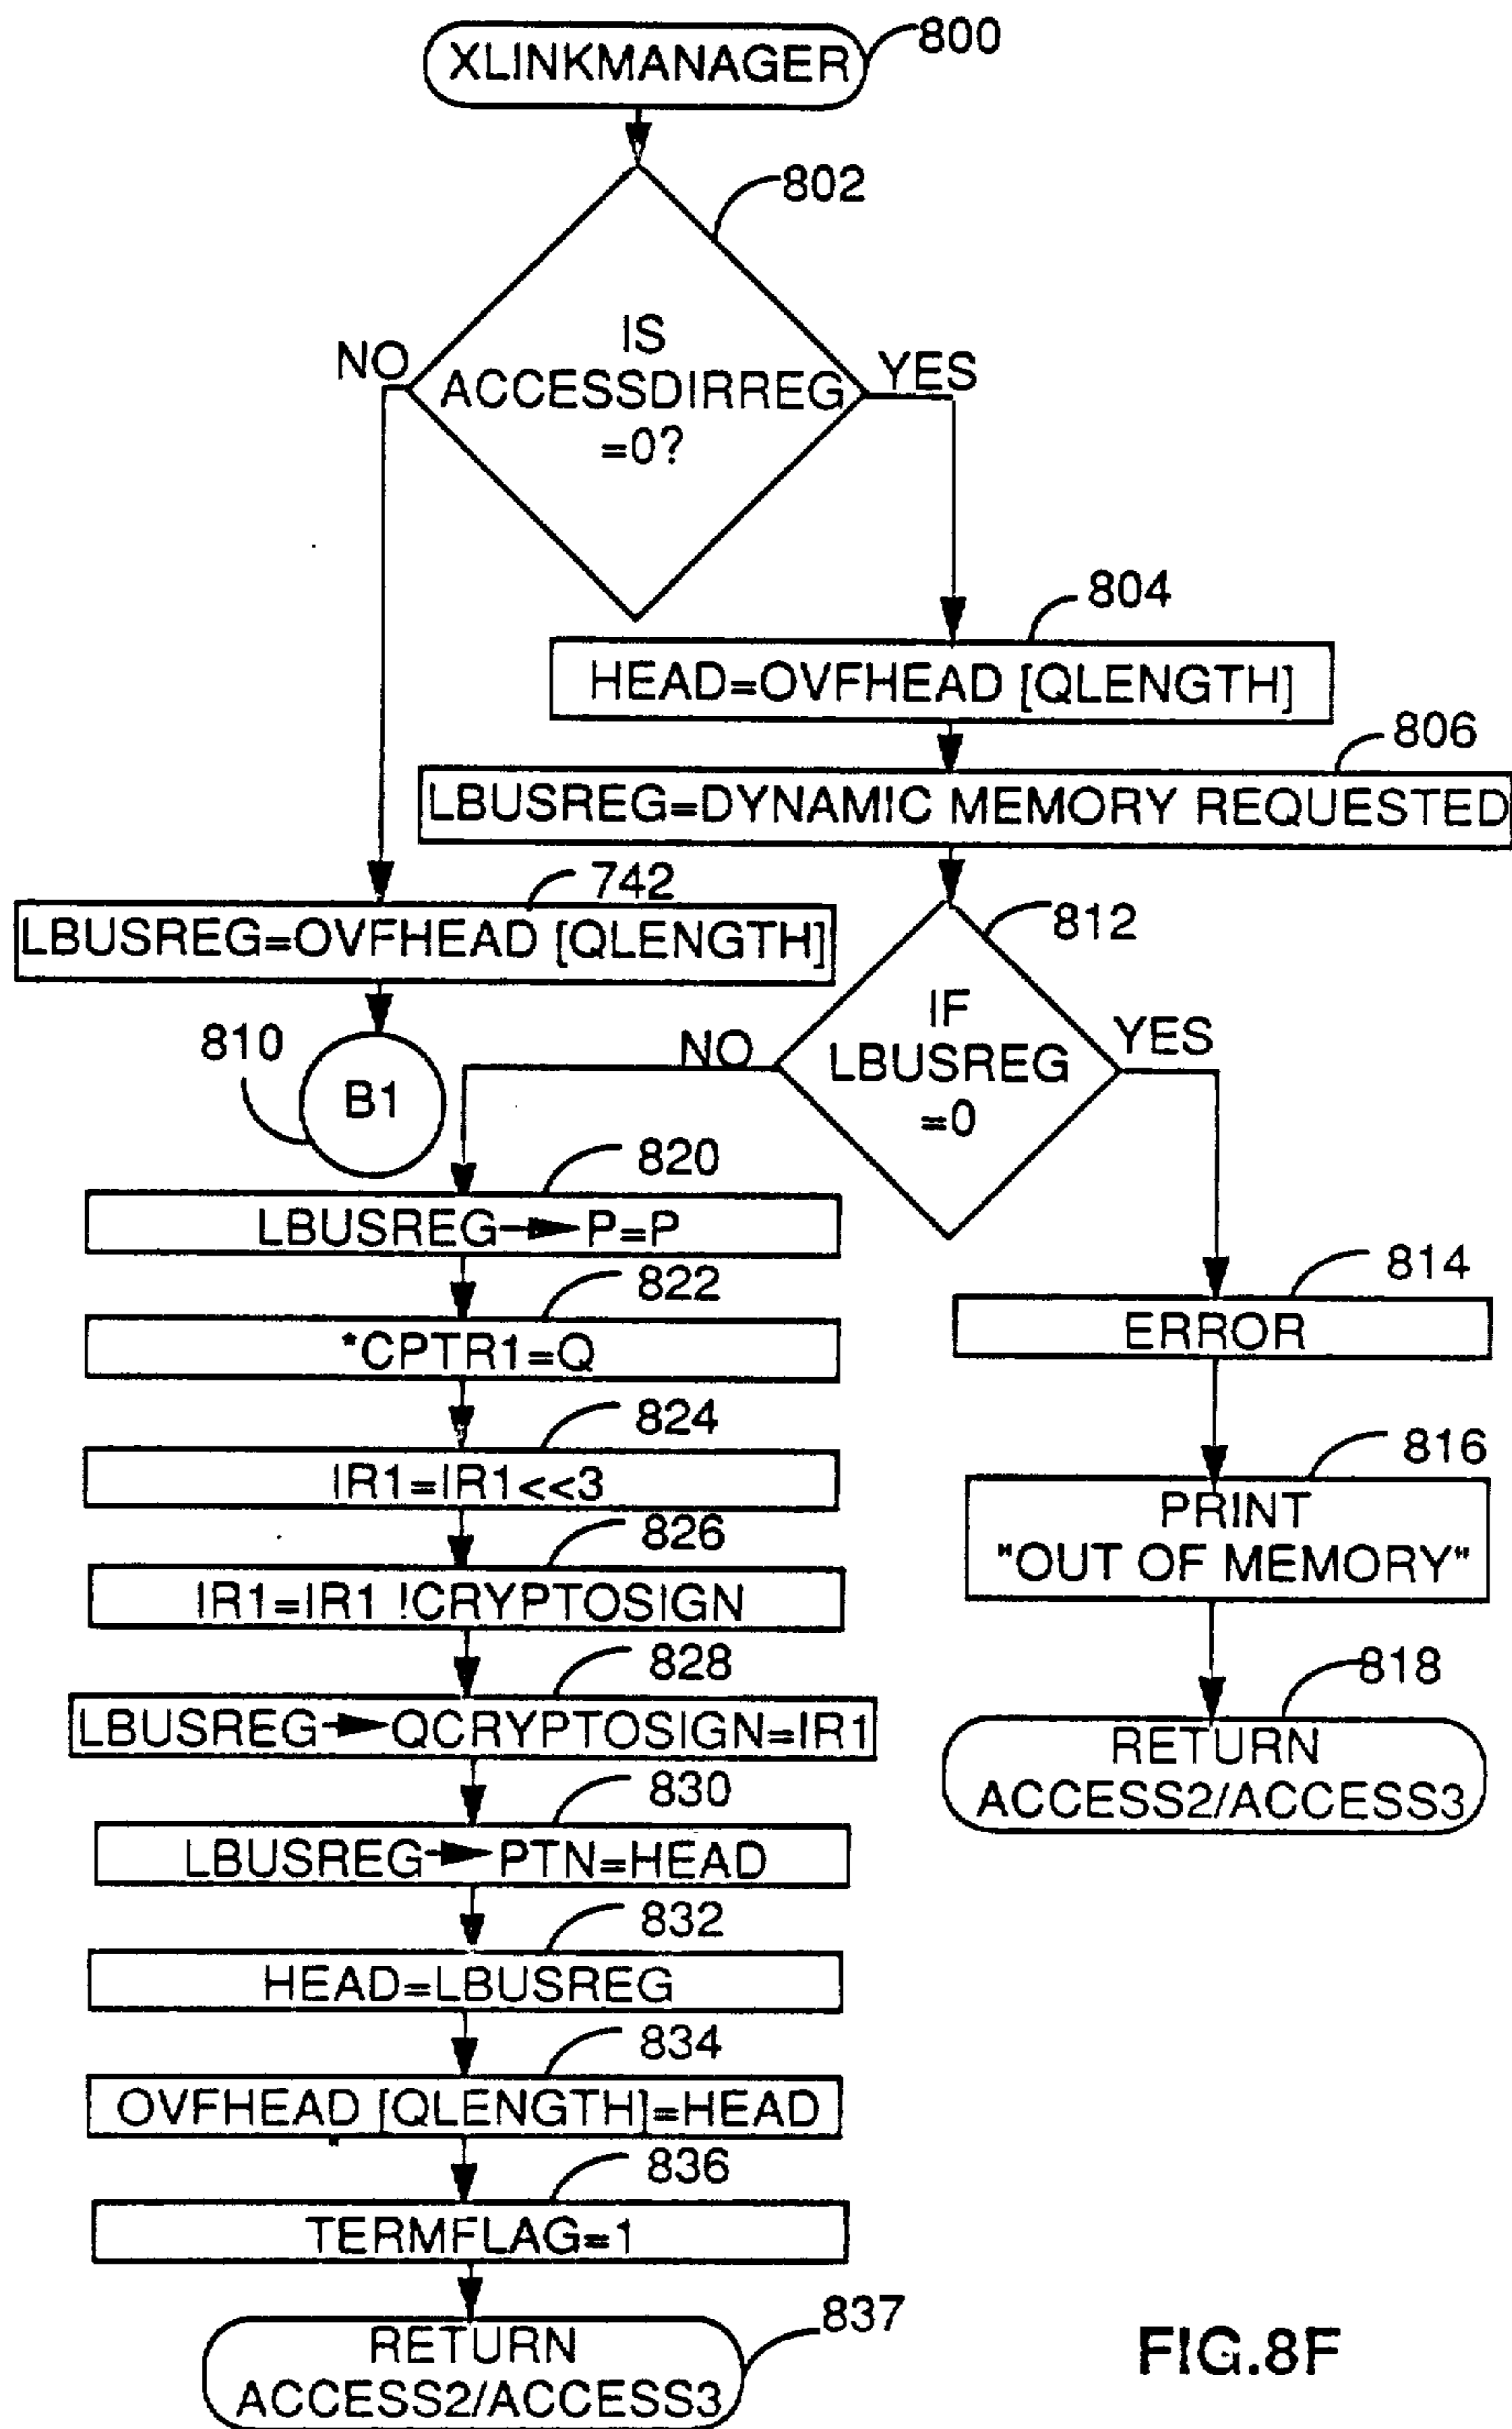 XLINKMANAGER
800
802
IS
ACCESSDIRREG
=0?
NO
YES
804
HEAD=OVFHEAD [QLENGTH]
806
LBUSREG=DYNAMIC MEMORY REQUESTED
742
LBUSREG=OVFHEAD [QLENGTH]
810
B1
812
IF
LBUSREG
=0
NO
YES
820
LBUSREG→P=P
822
*CPTR1=Q
824
IR1=IR1<<3
826
IR1=IR1 !CRYPTOSIGN
828
LBUSREG→QCRYPTOSIGN=IR1
830
LBUSREG→PTN=HEAD
832
HEAD=LBUSREG
834
OVFHEAD [QLENGTH]=HEAD
836
TERMFLAG=1
837
RETURN
ACCESS2/ACCESS3
814
ERROR
816
PRINT
"OUT OF MEMORY"
818
RETURN
ACCESS2/ACCESS3
FIG.8F